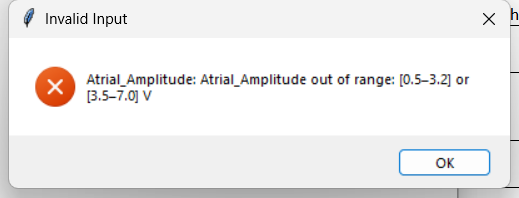 Invalid Input
Atrial_Amplitude: Atrial_Amplitude out of range: [0.5–3.2] or
[3.5–7.0] V
OK